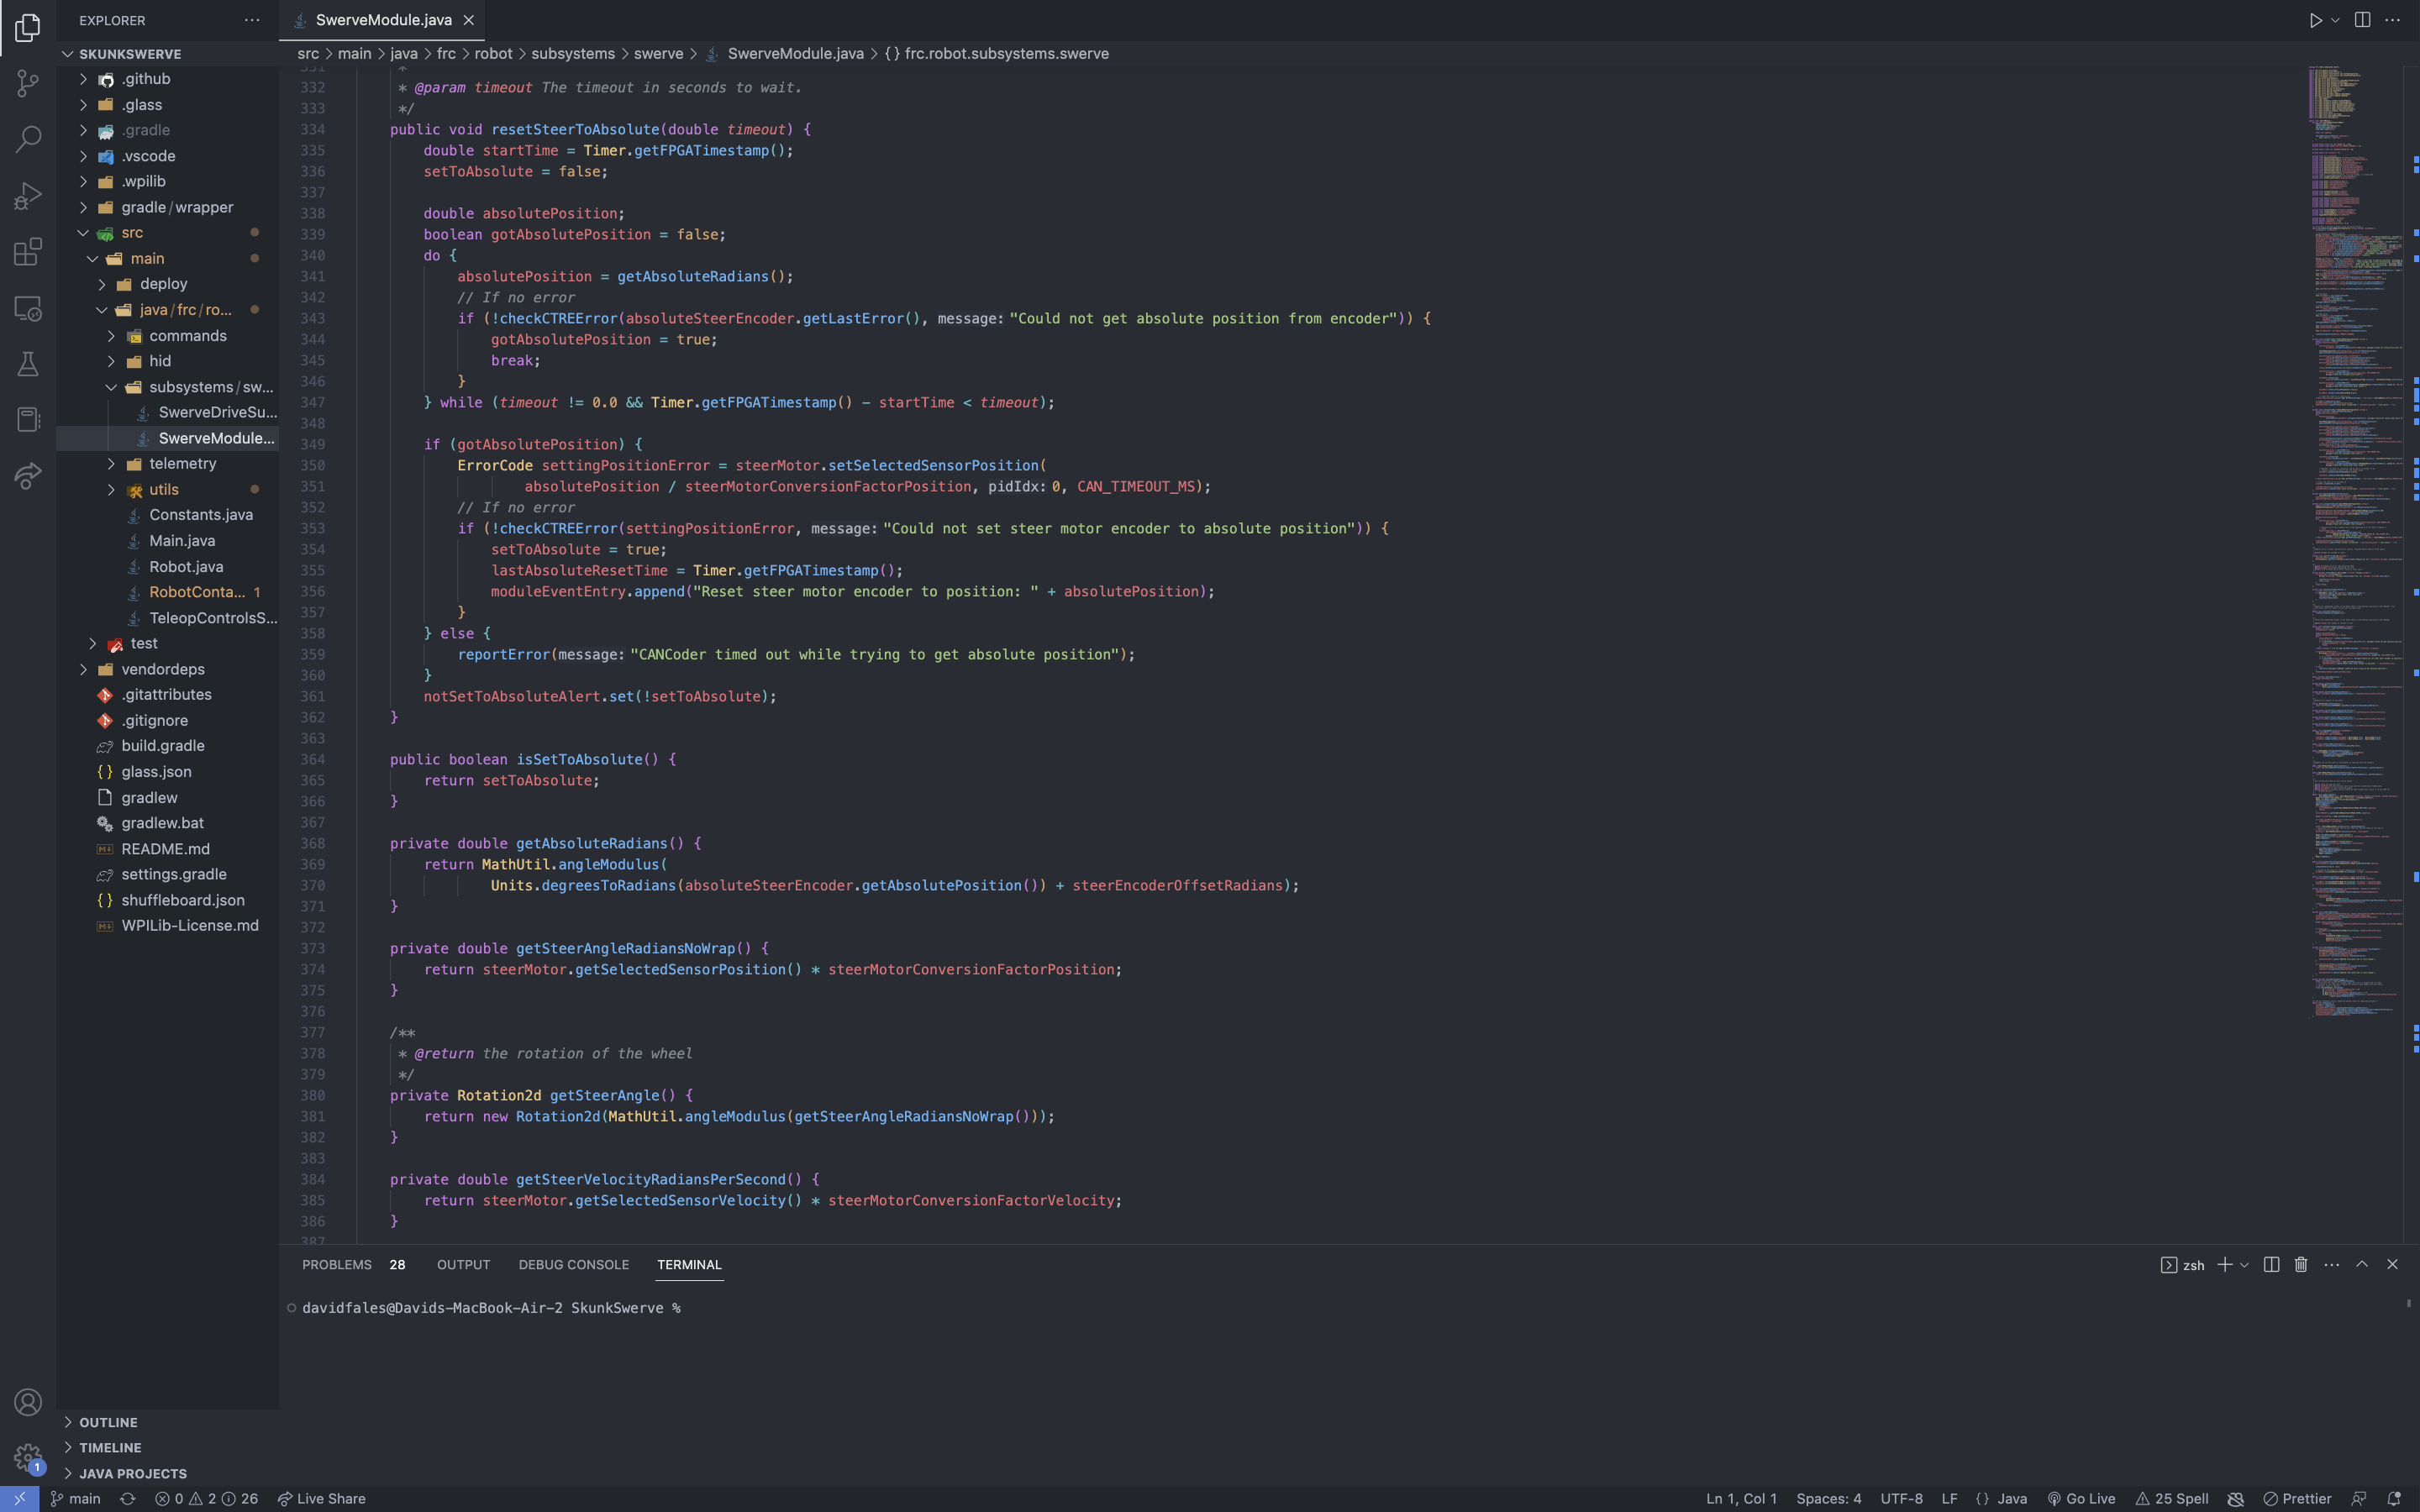 EXPLORER
SKUNKSWERVE
.github
.glass
.gradle
.vscode
.wpilib
gradle/wrapper
src
main
deploy
java/frc/ro...
commands
hid
subsystems/sw...
SwerveDriveSu...
SwerveModule...
telemetry
utils
Constants.java
Main.java
Robot.java
RobotConta... 1
TeleopControlsS...
test
vendordeps
.gitattributes
.gitignore
build.gradle
glass.json
gradlew
gradlew.bat
README.md
settings.gradle
shuffleboard.json
WPILib-License.md
OUTLINE
TIMELINE
JAVA PROJECTS
SwerveModule.java
src > main > java > frc > robot > subsystems > swerve > SwerveModule.java > {} frc.robot.subsystems.swerve
331 *
332 * @param timeout The timeout in seconds to wait.
333 */
334 public void resetSteerToAbsolute(double timeout) {
335 double startTime = Timer.getFPGATimestamp();
336 setToAbsolute = false;
337
338 double absolutePosition;
339 boolean gotAbsolutePosition = false;
340 do {
341 absolutePosition = getAbsoluteRadians();
342 // If no error
343 if (!checkCTREError(absoluteSteerEncoder.getLastError(), message: "Could not get absolute position from encoder")) {
344 gotAbsolutePosition = true;
345 break;
346 }
347 } while (timeout != 0.0 && Timer.getFPGATimestamp() - startTime < timeout);
348
349 if (gotAbsolutePosition) {
350 ErrorCode settingPositionError = steerMotor.setSelectedSensorPosition(
351 absolutePosition / steerMotorConversionFactorPosition, pidIdx: 0, CAN_TIMEOUT_MS);
352 // If no error
353 if (!checkCTREError(settingPositionError, message: "Could not set steer motor encoder to absolute position")) {
354 setToAbsolute = true;
355 lastAbsoluteResetTime = Timer.getFPGATimestamp();
356 moduleEventEntry.append("Reset steer motor encoder to position: " + absolutePosition);
357 }
358 } else {
359 reportError(message: "CANCoder timed out while trying to get absolute position");
360 }
361 notSetToAbsoluteAlert.set(!setToAbsolute);
362 }
363
364 public boolean isSetToAbsolute() {
365 return setToAbsolute;
366 }
367
368 private double getAbsoluteRadians() {
369 return MathUtil.angleModulus(
370 Units.degreesToRadians(absoluteSteerEncoder.getAbsolutePosition()) + steerEncoderOffsetRadians);
371 }
372
373 private double getSteerAngleRadiansNoWrap() {
374 return steerMotor.getSelectedSensorPosition() * steerMotorConversionFactorPosition;
375 }
376
377 /**
378 * @return the rotation of the wheel
379 */
380 private Rotation2d getSteerAngle() {
381 return new Rotation2d(MathUtil.angleModulus(getSteerAngleRadiansNoWrap()));
382 }
383
384 private double getSteerVelocityRadiansPerSecond() {
385 return steerMotor.getSelectedSensorVelocity() * steerMotorConversionFactorVelocity;
386 }
387
PROBLEMS 28 OUTPUT DEBUG CONSOLE TERMINAL
zsh
davidfales@Davids-MacBook-Air-2 SkunkSwerve %
1
main 0 2 26 Live Share
Ln 1, Col 1 Spaces: 4 UTF-8 LF {} Java Go Live 25 Spell Prettier